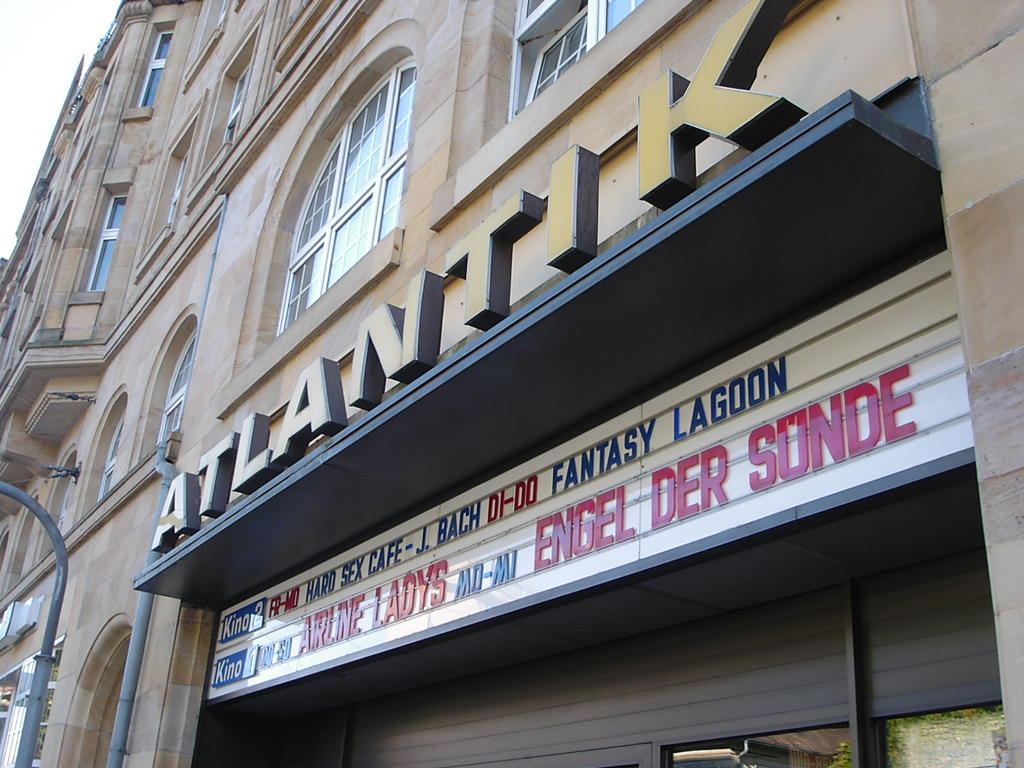 ATLANTIK
Kino 2 FR-MO HARD SEX CAFE - J. BACH DI-DO FANTASY LAGOON
Kino 1 AIRLINE LADYS MO-MI ENGEL DER SÜNDE